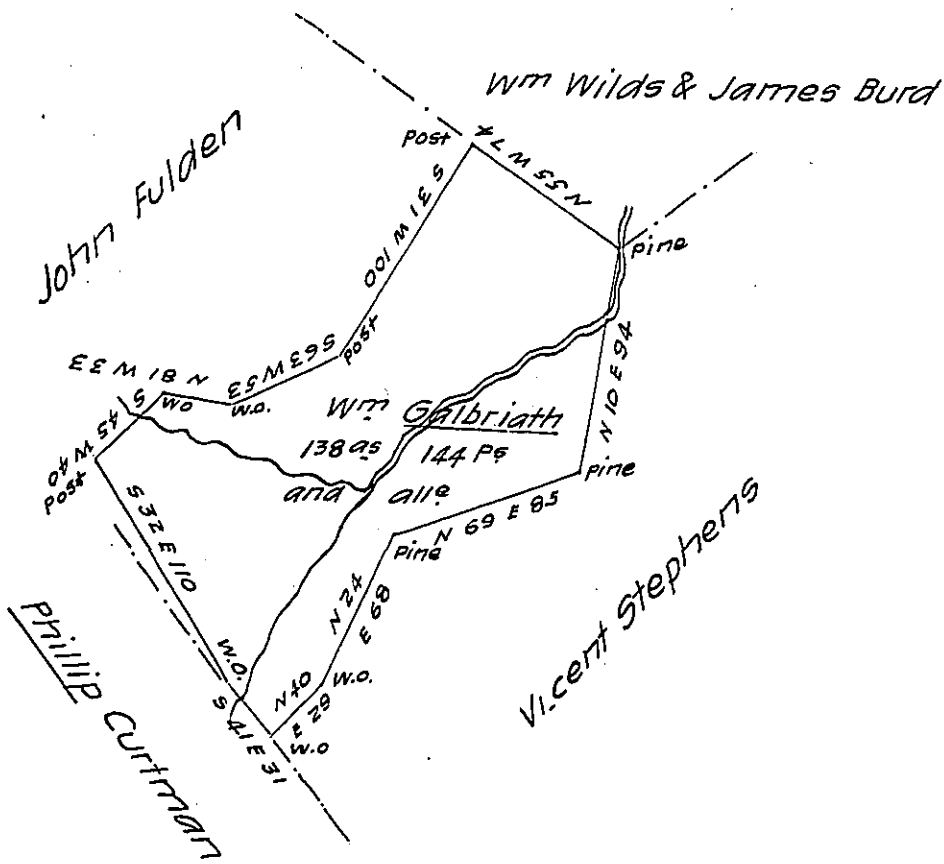 Wm Wilds & James Burd
John Fulden
Post
N 55 W 74
Pine
S 31 W 100
Post
S 63 W 53
W.O.
N 81 W 33
WO
S 45 W 40
Post
Wm Galbriath
138 as 144 Ps
and alle
N 10 E 94
Pine
N 69 E 85
Pine
N 24
E 68
W.O.
N 40
E 29
W.O
S 32 E 110
W.O.
S 41 E 31
Phillip Curtman
Vicent Stephens